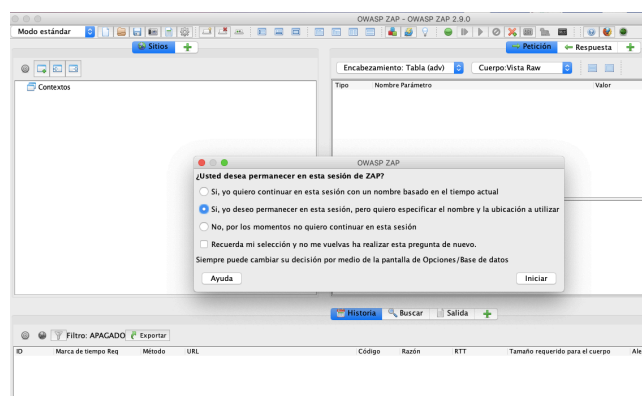 OWASP ZAP - OWASP ZAP 2.9.0
Modo estándar
Sitios
Petición
Respuesta
Encabezamiento: Tabla (adv)
Cuerpo:Vista Raw
Contextos
Tipo Nombre Parámetro Valor
OWASP ZAP
¿Usted desea permanecer en esta sesión de ZAP?
Si, yo quiero continuar en esta sesión con un nombre basado en el tiempo actual
Si, yo deseo permanecer en esta sesión, pero quiero especificar el nombre y la ubicación a utilizar
No, por los momentos no quiero continuar en esta sesión
Recuerda mi selección y no me vuelvas ha realizar esta pregunta de nuevo.
Siempre puede cambiar su decisión por medio de la pantalla de Opciones/Base de datos
Ayuda Iniciar
Historia Buscar Salida
Filtro: APAGADO Exportar
ID Marca de tiempo Req Método URL Código Razón RTT Tamaño requerido para el cuerpo Ale